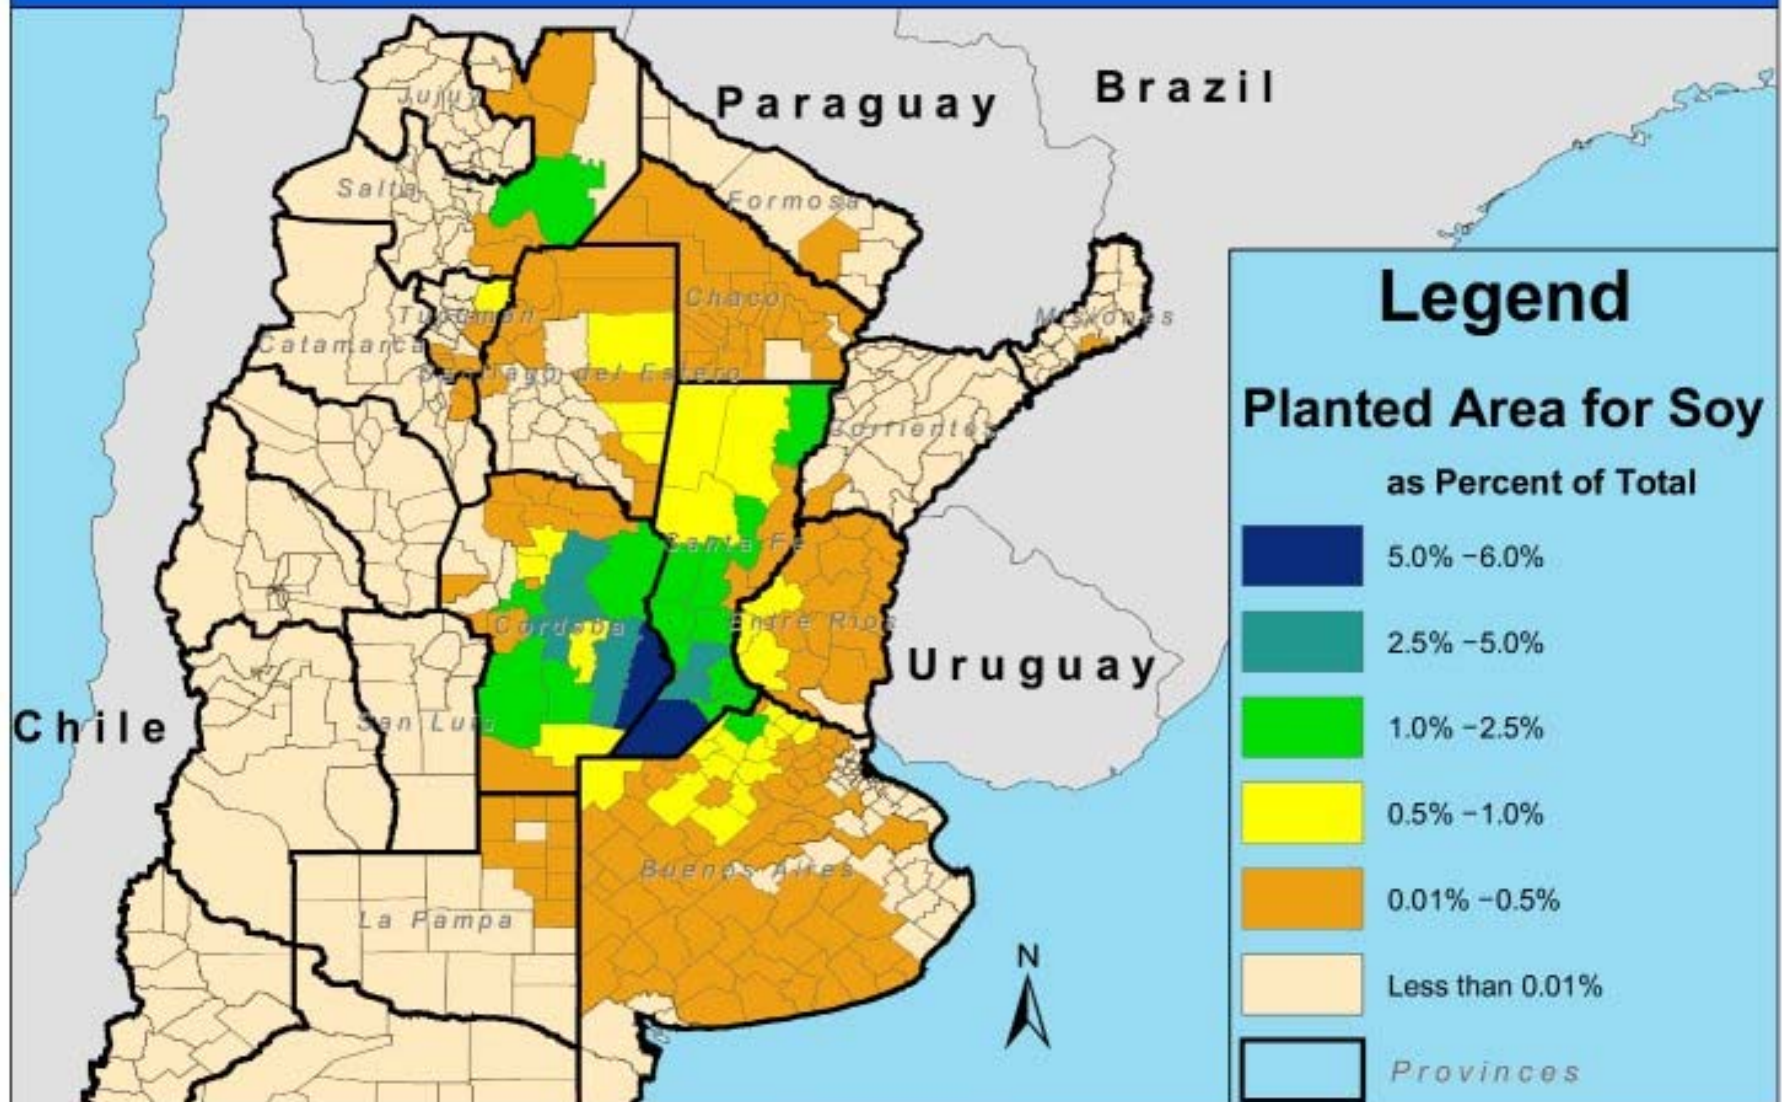 Paraguay
Brazil
Jujuy
Salta
Formosa
Chaco
Misiones
Tucuman
Catamarca
Santiago del Estero
Corrientes
Santa Fe
Cordoba
Entre Rios
Uruguay
Chile
San Luis
Buenos Aires
La Pampa
N
Legend
Planted Area for Soy
as Percent of Total
5.0% -6.0%
2.5% -5.0%
1.0% -2.5%
0.5% -1.0%
0.01% -0.5%
Less than 0.01%
Provinces